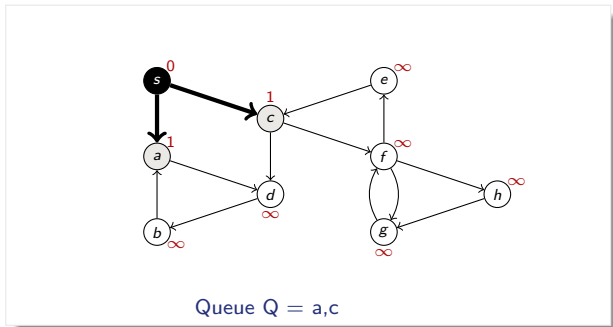 s 0
∞
e
1
c
a 1
∞
f
d
∞
∞
h
b
∞
g
∞
Queue Q = a,c